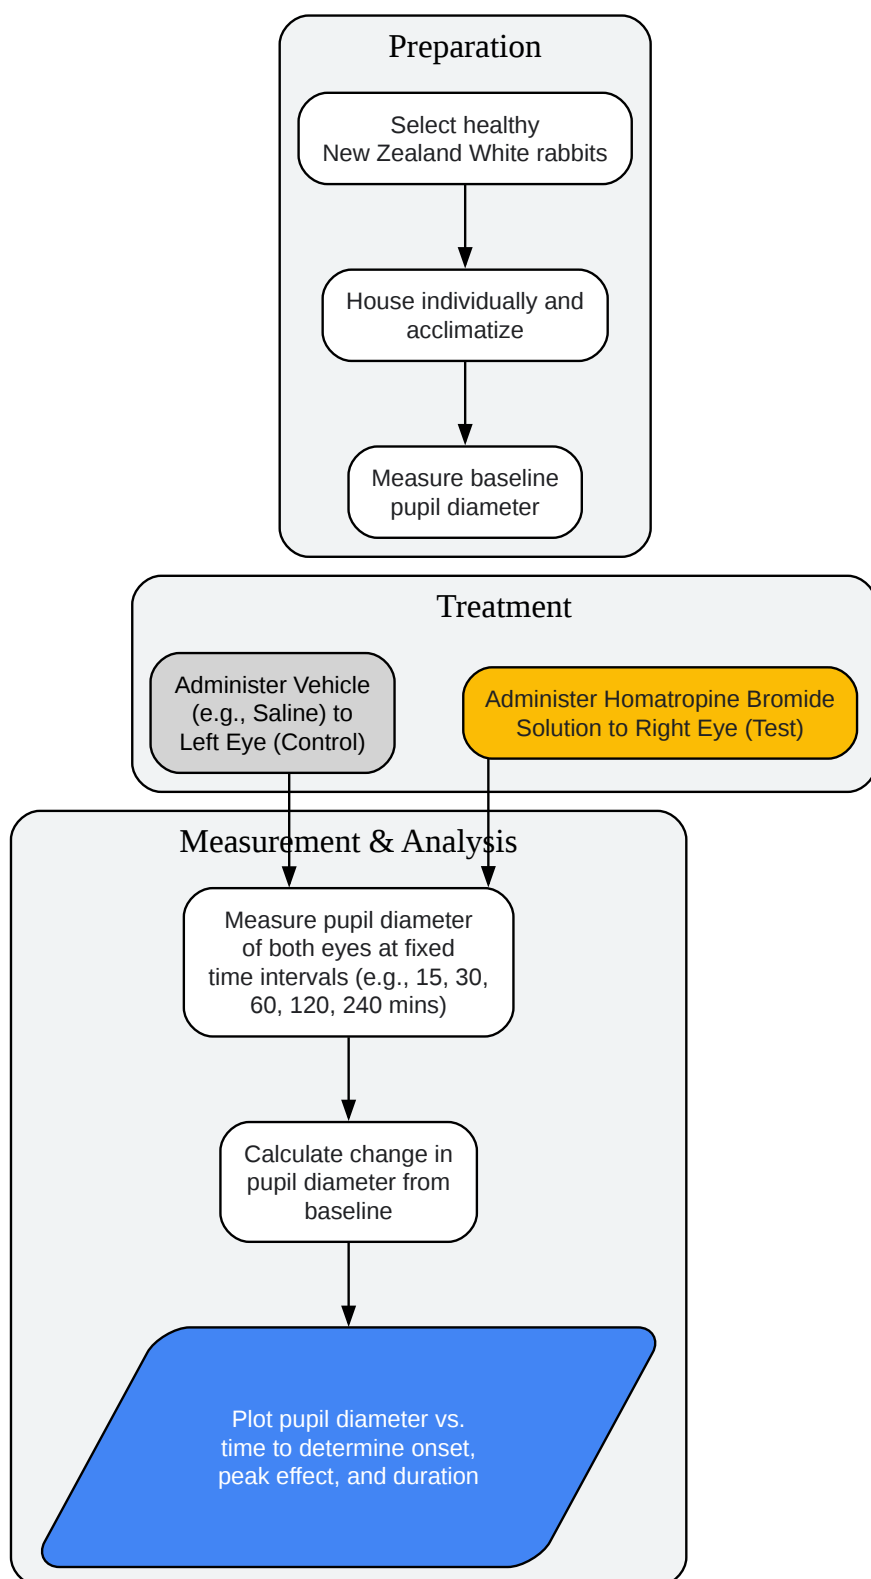 Preparation
Select healthy
New Zealand White rabbits
House individually and
acclimatize
Measure baseline
pupil diameter
Treatment
Administer Vehicle
(e.g., Saline) to
Left Eye (Control)
Administer Homatropine Bromide
Solution to Right Eye (Test)
Measurement & Analysis
Measure pupil diameter
of both eyes at fixed
time intervals (e.g., 15, 30,
60, 120, 240 mins)
Calculate change in
pupil diameter from
baseline
Plot pupil diameter vs.
time to determine onset,
peak effect, and duration